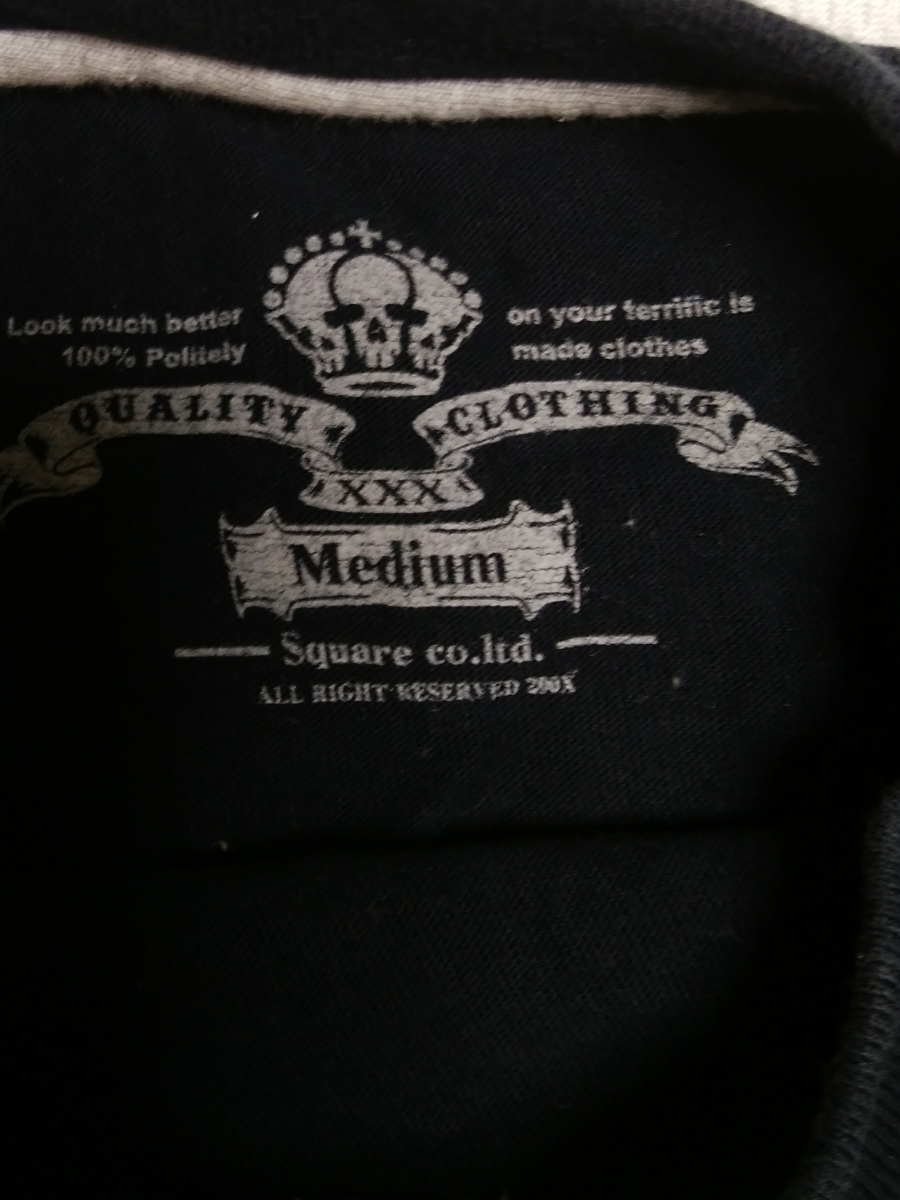 Look much better
100% Politely
on your terrific is
made clothes
QUALITY CLOTHING
XXX
Medium
Square co.ltd.
ALL RIGHT RESERVED 200X